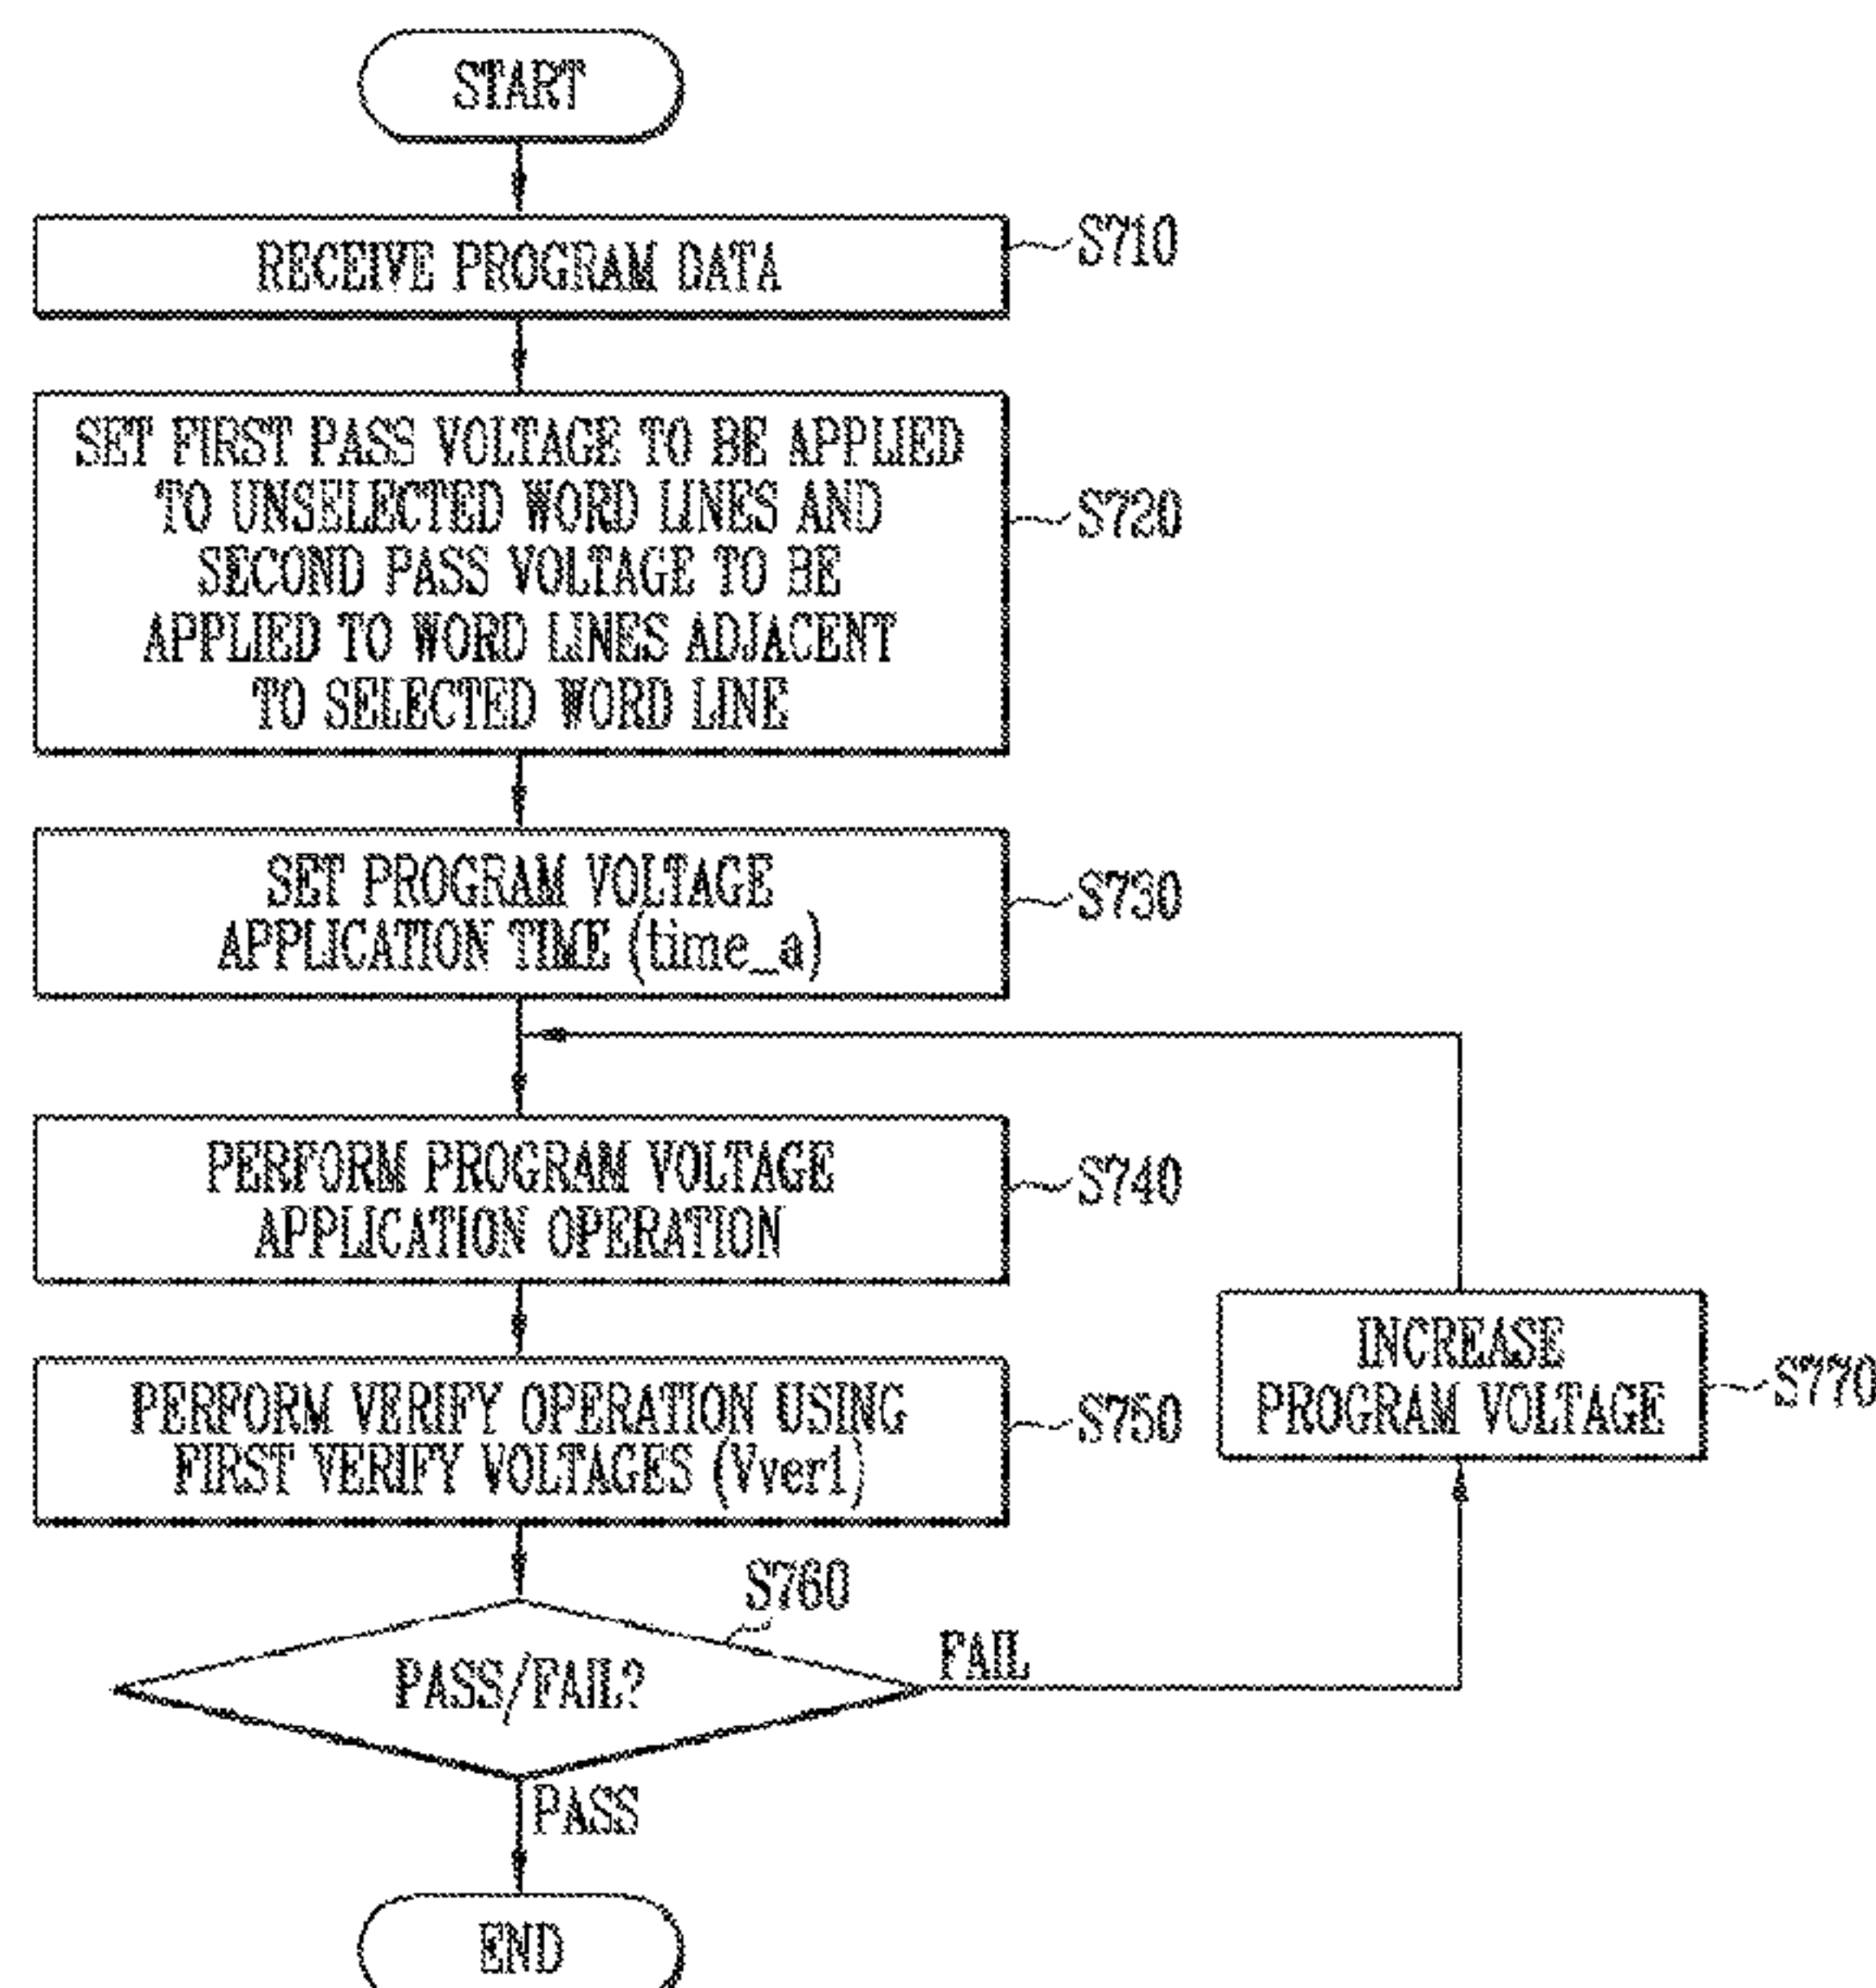 START
RECEIVE PROGRAM DATA
S710
SET FIRST PASS VOLTAGE TO BE APPLIED
TO UNSELECTED WORD LINES AND
SECOND PASS VOLTAGE TO BE
APPLIED TO WORD LINES ADJACENT
TO SELECTED WORD LINE
S720
SET PROGRAM VOLTAGE
APPLICATION TIME (time_a)
S730
PERFORM PROGRAM VOLTAGE
APPLICATION OPERATION
S740
INCREASE
PROGRAM VOLTAGE
S770
PERFORM VERIFY OPERATION USING
FIRST VERIFY VOLTAGES (Vver1)
S750
S760
PASS/FAIL?
FAIL
PASS
END